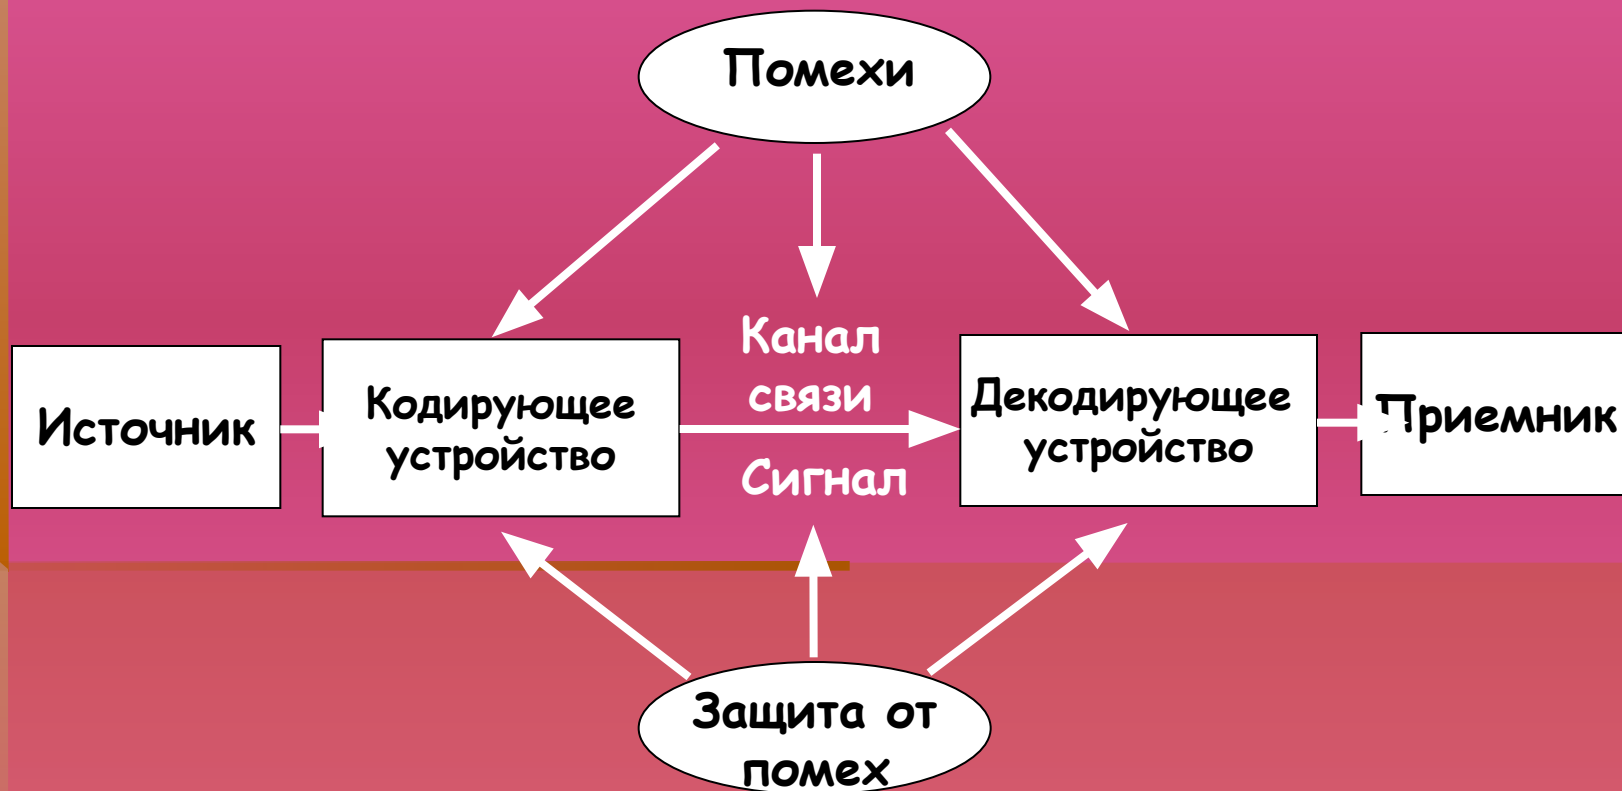 Помехи
Канал
связи
Источник
Кодирующее
устройство
Декодирующее
устройство
Приемник
Сигнал
Защита от
помех